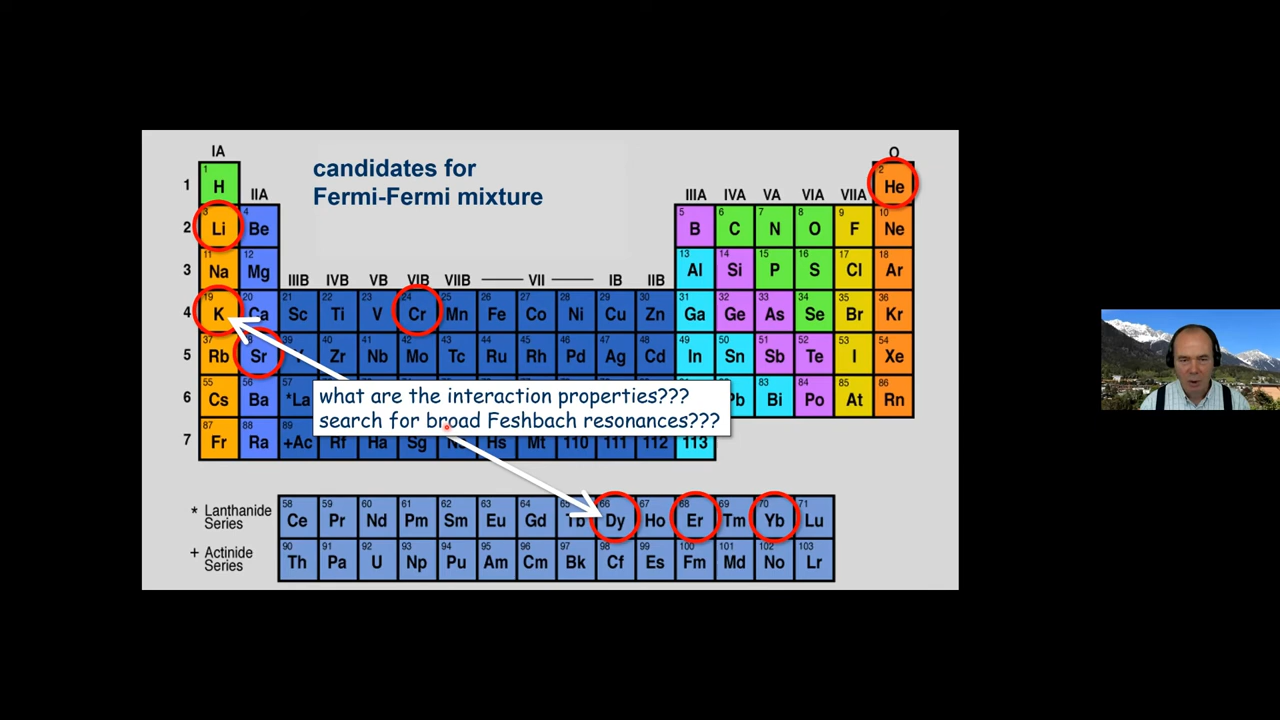 IA
O
candidates for
Fermi-Fermi mixture
1 H 2 He
1
IIA IIIA IVA VA VIA VIIA
2 3 Li 4 Be 5 B 6 C 7 N 8 O 9 F 10 Ne
3 11 Na 12 Mg 13 Al 14 Si 15 P 16 S 17 Cl 18 Ar
IIIB IVB VB VIB VIIB VII IB IIB
4 19 K 20 Ca 21 Sc 22 Ti 23 V 24 Cr 25 Mn 26 Fe 27 Co 28 Ni 29 Cu 30 Zn 31 Ga 32 Ge 33 As 34 Se 35 Br 36 Kr
5 37 Rb Sr 39 40 Zr 41 Nb 42 Mo 43 Tc 44 Ru 45 Rh 46 Pd 47 Ag 48 Cd 49 In 50 Sn 51 Sb 52 Te 53 I 54 Xe
6 55 Cs 56 Ba 57 *La 83 Bi 84 Po 85 At 86 Rn
what are the interaction properties???
search for broad Feshbach resonances???
7 87 Fr 88 Ra 89 +Ac Rf Ha Sg Hs Mt 110 111 112 113
* Lanthanide
Series
58 Ce 59 Pr 60 Nd 61 Pm 62 Sm 63 Eu 64 Gd 65 Tb 66 Dy 67 Ho 68 Er 69 Tm 70 Yb 71 Lu
+ Actinide
Series
90 Th 91 Pa 92 U 93 Np 94 Pu 95 Am 96 Cm 97 Bk 98 Cf 99 Es 100 Fm 101 Md 102 No 103 Lr